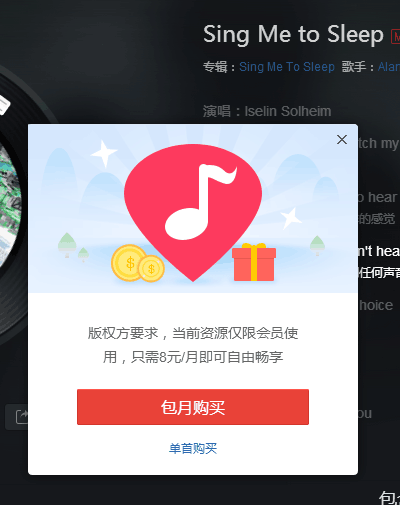 Sing Me to Sleep
专辑：Sing Me To Sleep 歌手：Alan
演唱：Iselin Solheim
tch my
o hear
的感觉
n't hear
任何声音
hoice
版权方要求，当前资源仅限会员使
用，只需8元/月即可自由畅享
包月购买
ou
单首购买